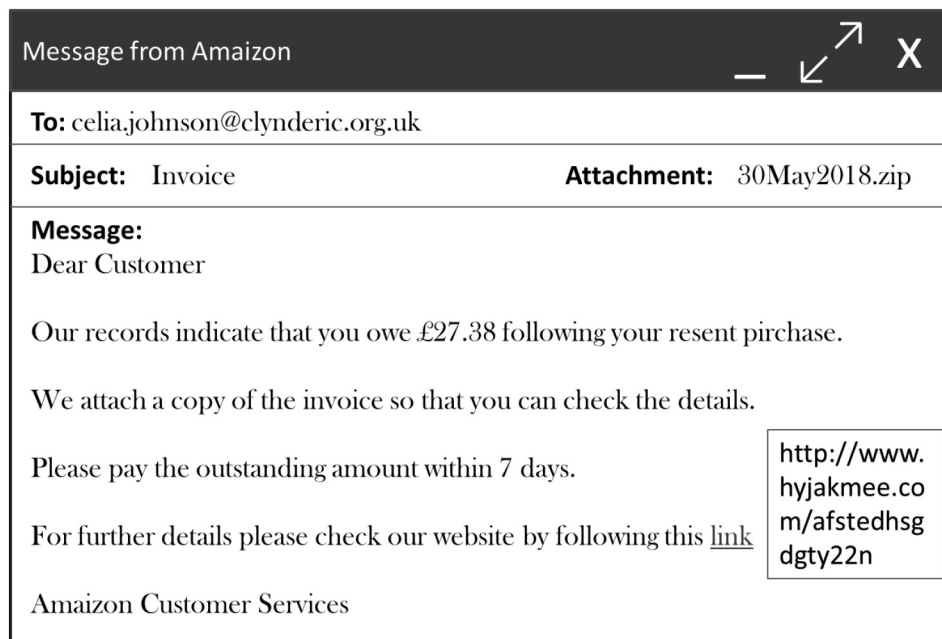 Message from Amaizon
X
To: celia.johnson@clynderic.org.uk
Subject: Invoice Attachment: 30May2018.zip
Message:
Dear Customer
Our records indicate that you owe £27.38 following your resent pirchase.
We attach a copy of the invoice so that you can check the details.
Please pay the outstanding amount within 7 days.
For further details please check our website by following this link
http://www.
hyjakmee.co
m/afstedhsg
dgty22n
Amaizon Customer Services